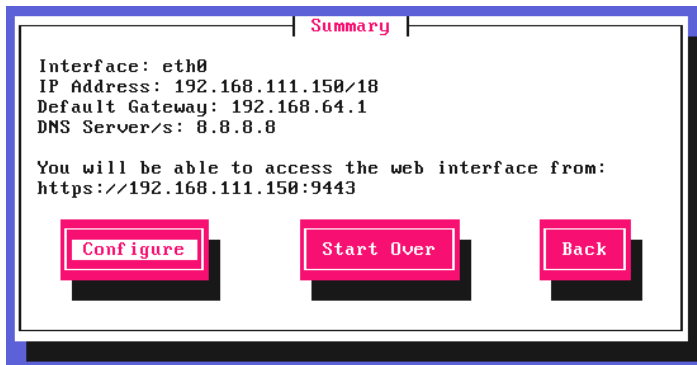 Summary
Interface: eth0
IP Address: 192.168.111.150/18
Default Gateway: 192.168.64.1
DNS Server/s: 8.8.8.8
You will be able to access the web interface from:
https://192.168.111.150:9443
Configure Start Over Back